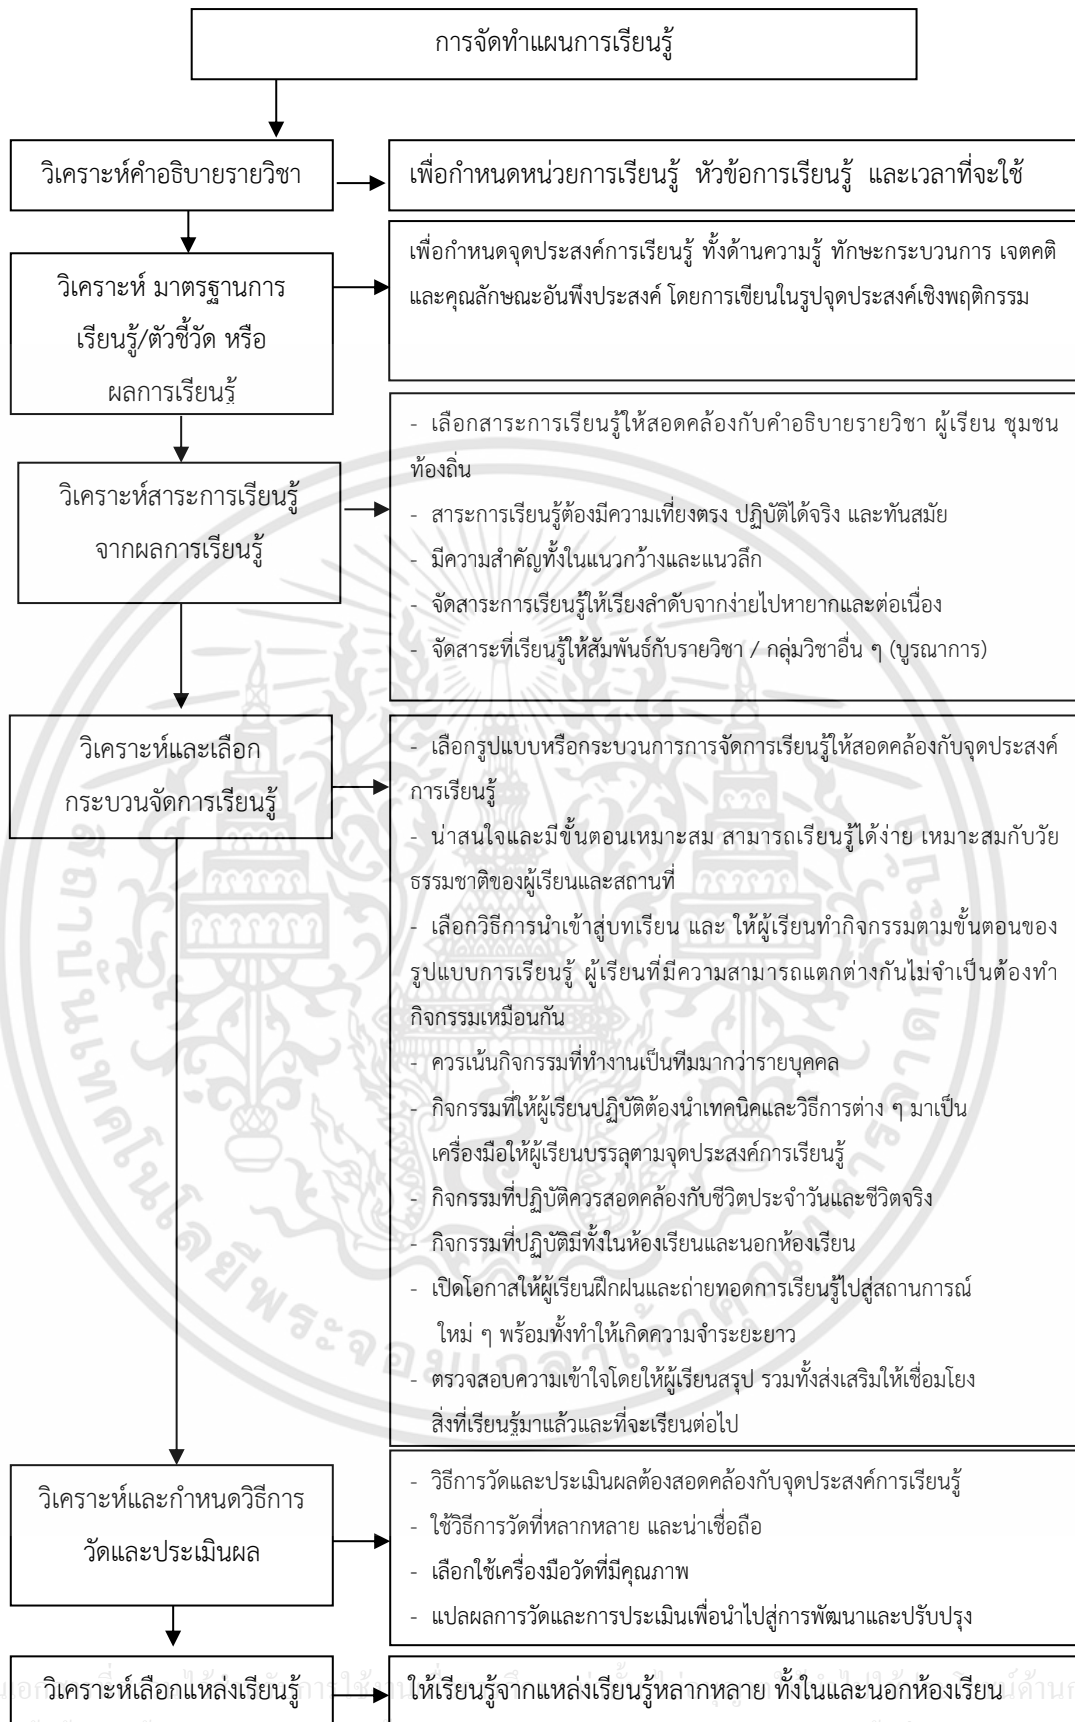 การจัดทำแผนการเรียนรู้
วิเคราะห์คำอธิบายรายวิชา
เพื่อกำหนดหน่วยการเรียนรู้ หัวข้อการเรียนรู้ และเวลาที่จะใช้
วิเคราะห์ มาตรฐานการ
เรียนรู้/ตัวชี้วัด หรือ
ผลการเรียนรู้
เพื่อกำหนดจุดประสงค์การเรียนรู้ ทั้งด้านความรู้ ทักษะกระบวนการ เจตคติ
และคุณลักษณะอันพึงประสงค์ โดยการเขียนในรูปจุดประสงค์เชิงพฤติกรรม
วิเคราะห์สาระการเรียนรู้
จากผลการเรียนรู้
- เลือกสาระการเรียนรู้ให้สอดคล้องกับคำอธิบายรายวิชา ผู้เรียน ชุมชน
ท้องถิ่น
- สาระการเรียนรู้ต้องมีความเที่ยงตรง ปฏิบัติได้จริง และทันสมัย
- มีความสำคัญทั้งในแนวกว้างและแนวลึก
- จัดสาระการเรียนรู้ให้เรียงลำดับจากง่ายไปหายากและต่อเนื่อง
- จัดสาระที่เรียนรู้ให้สัมพันธ์กับรายวิชา / กลุ่มวิชาอื่น ๆ (บูรณาการ)
วิเคราะห์และเลือก
กระบวนจัดการเรียนรู้
- เลือกรูปแบบหรือกระบวนการการจัดการเรียนรู้ให้สอดคล้องกับจุดประสงค์
การเรียนรู้
- น่าสนใจและมีขั้นตอนเหมาะสม สามารถเรียนรู้ได้ง่าย เหมาะสมกับวัย
ธรรมชาติของผู้เรียนและสถานที่
- เลือกวิธีการนำเข้าสู่บทเรียน และ ให้ผู้เรียนทำกิจกรรมตามขั้นตอนของ
รูปแบบการเรียนรู้ ผู้เรียนที่มีความสามารถแตกต่างกันไม่จำเป็นต้องทำ
กิจกรรมเหมือนกัน
- ควรเน้นกิจกรรมที่ทำงานเป็นทีมมากว่ารายบุคคล
- กิจกรรมที่ให้ผู้เรียนปฏิบัติต้องนำเทคนิคและวิธีการต่าง ๆ มาเป็น
เครื่องมือให้ผู้เรียนบรรลุตามจุดประสงค์การเรียนรู้
- กิจกรรมที่ปฏิบัติควรสอดคล้องกับชีวิตประจำวันและชีวิตจริง
- กิจกรรมที่ปฏิบัติมีทั้งในห้องเรียนและนอกห้องเรียน
- เปิดโอกาสให้ผู้เรียนฝึกฝนและถ่ายทอดการเรียนรู้ไปสู่สถานการณ์
ใหม่ ๆ พร้อมทั้งทำให้เกิดความจำระยะยาว
- ตรวจสอบความเข้าใจโดยให้ผู้เรียนสรุป รวมทั้งส่งเสริมให้เชื่อมโยง
สิ่งที่เรียนรู้มาแล้วและที่จะเรียนต่อไป
วิเคราะห์และกำหนดวิธีการ
วัดและประเมินผล
- วิธีการวัดและประเมินผลต้องสอดคล้องกับจุดประสงค์การเรียนรู้
- ใช้วิธีการวัดที่หลากหลาย และน่าเชื่อถือ
- เลือกใช้เครื่องมือวัดที่มีคุณภาพ
- แปลผลการวัดและการประเมินเพื่อนำไปสู่การพัฒนาและปรับปรุง
วิเคราะห์เลือกแหล่งเรียนรู้
ให้เรียนรู้จากแหล่งเรียนรู้หลากหลาย ทั้งในและนอกห้องเรียน
สถาบันเทคโนโลยีพระจอมเกล้าเจ้าคุณทหารลาดกระบัง